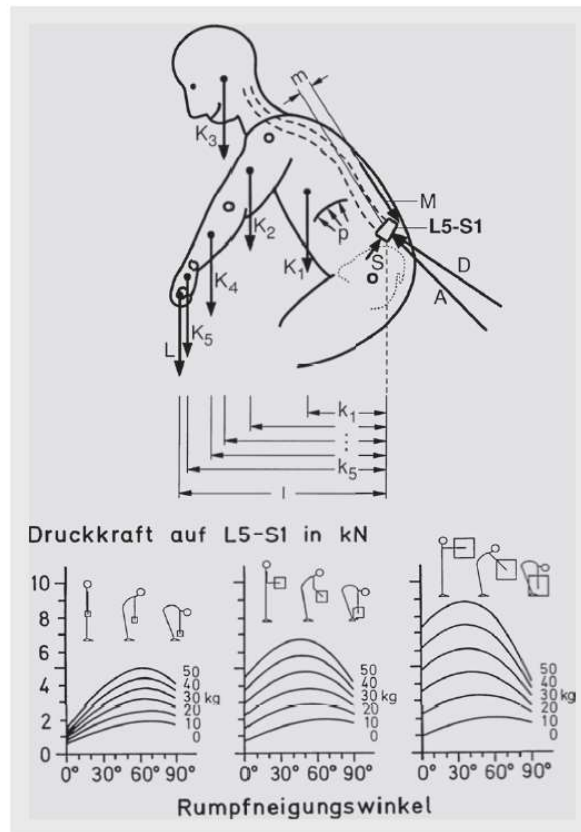 m
K₃
M
L5-S1
K₂
p
D
K₁
S
K₄
A
K₅
L
k₁
⋮
k₅
l
Druckkraft auf L5-S1 in kN
10
8
6
4
2
0
50
40
30 kg
20
10
0
50
40
30 kg
20
10
0
50
40
30 kg
20
10
0
0° 30° 60° 90° 0° 30° 60° 90° 0° 30° 60° 90°
Rumpfneigungswinkel